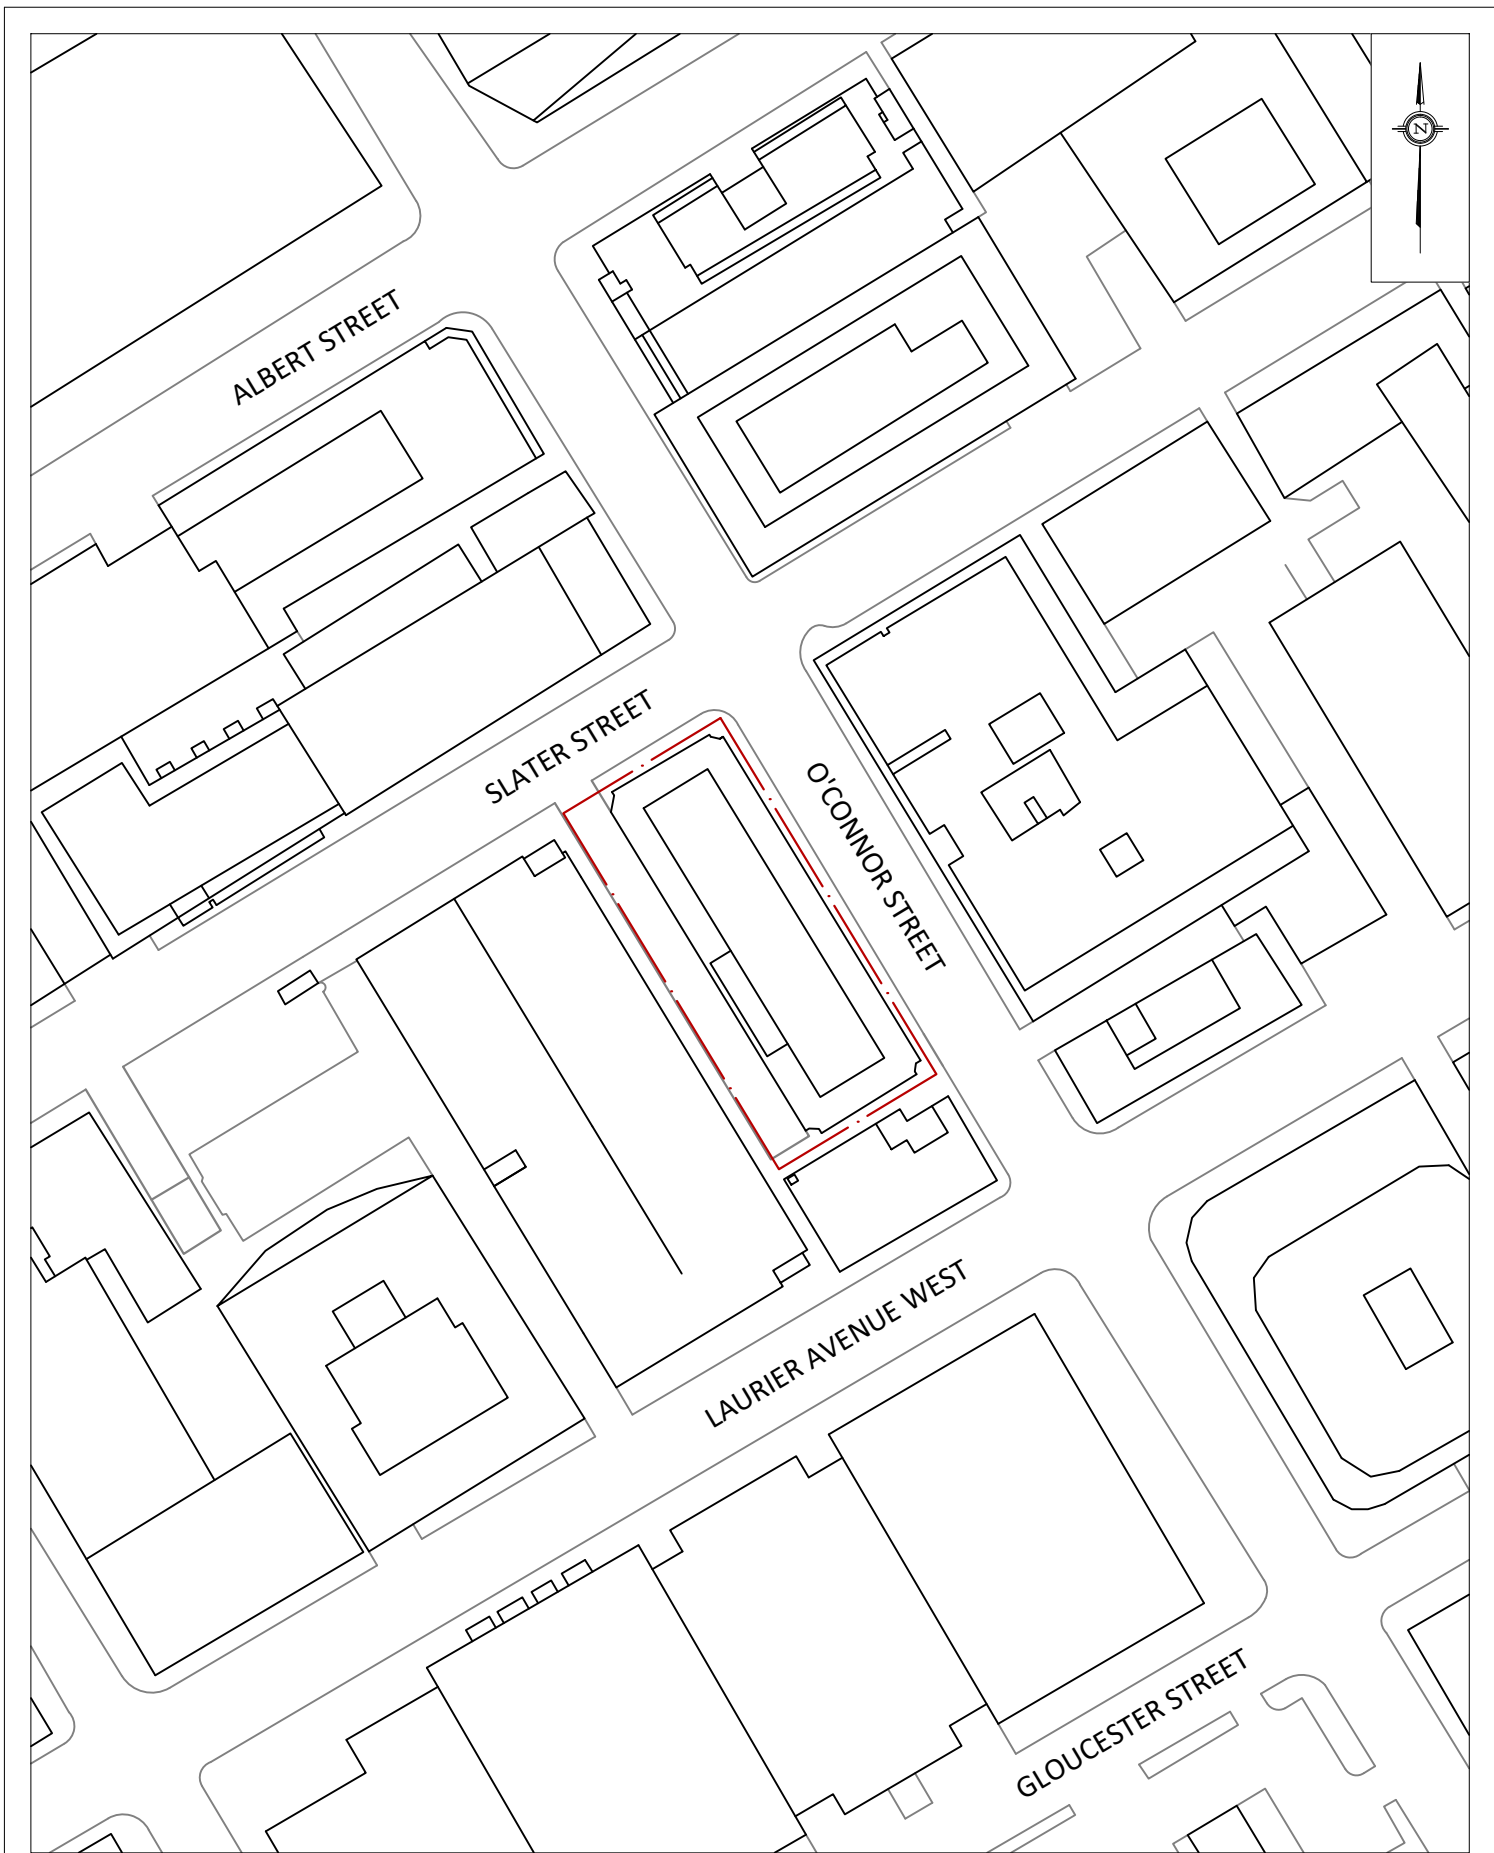 N
ALBERT STREET
SLATER STREET
O'CONNOR STREET
LAURIER AVENUE WEST
GLOUCESTER STREET